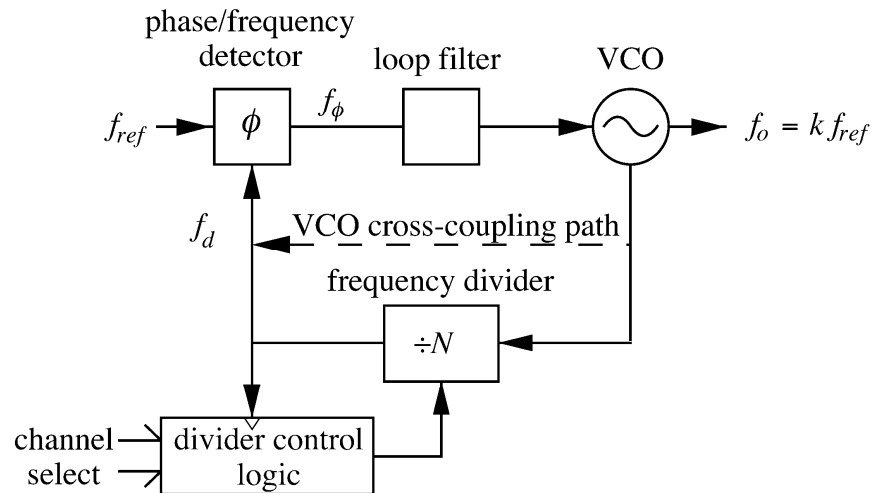 phase/frequency
detector
loop filter
VCO
f_ref
ϕ
f_ϕ
f_o = k f_ref
f_d
VCO cross-coupling path
frequency divider
÷N
channel
select
divider control
logic